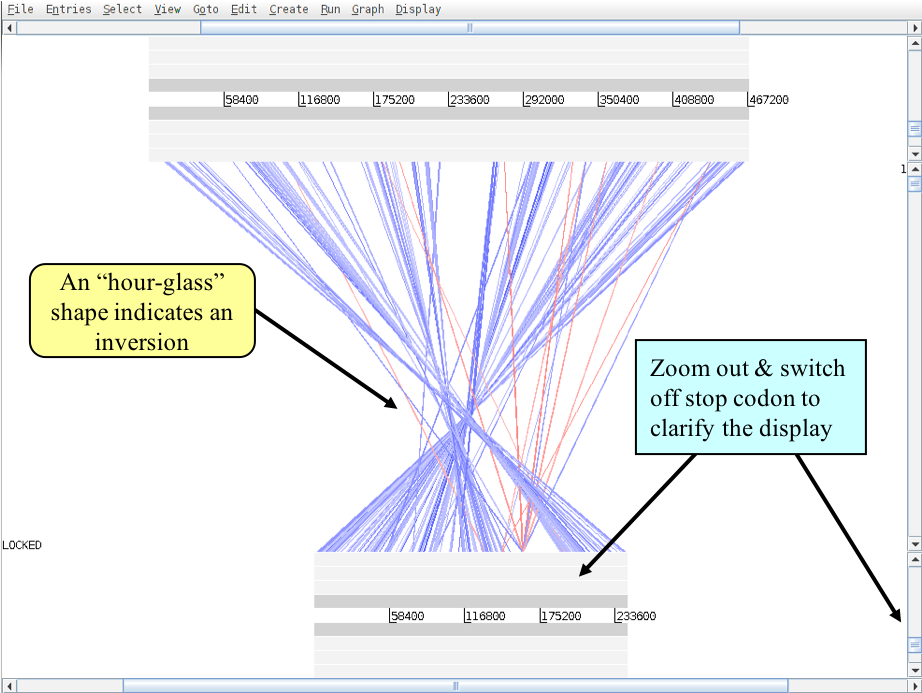 File Entries Select View Goto Edit Create Run Graph Display
58400 116800 175200 233600 292000 350400 408800 467200
1
An “hour-glass”
shape indicates an
inversion
Zoom out & switch
off stop codon to
clarify the display
LOCKED
58400 116800 175200 233600